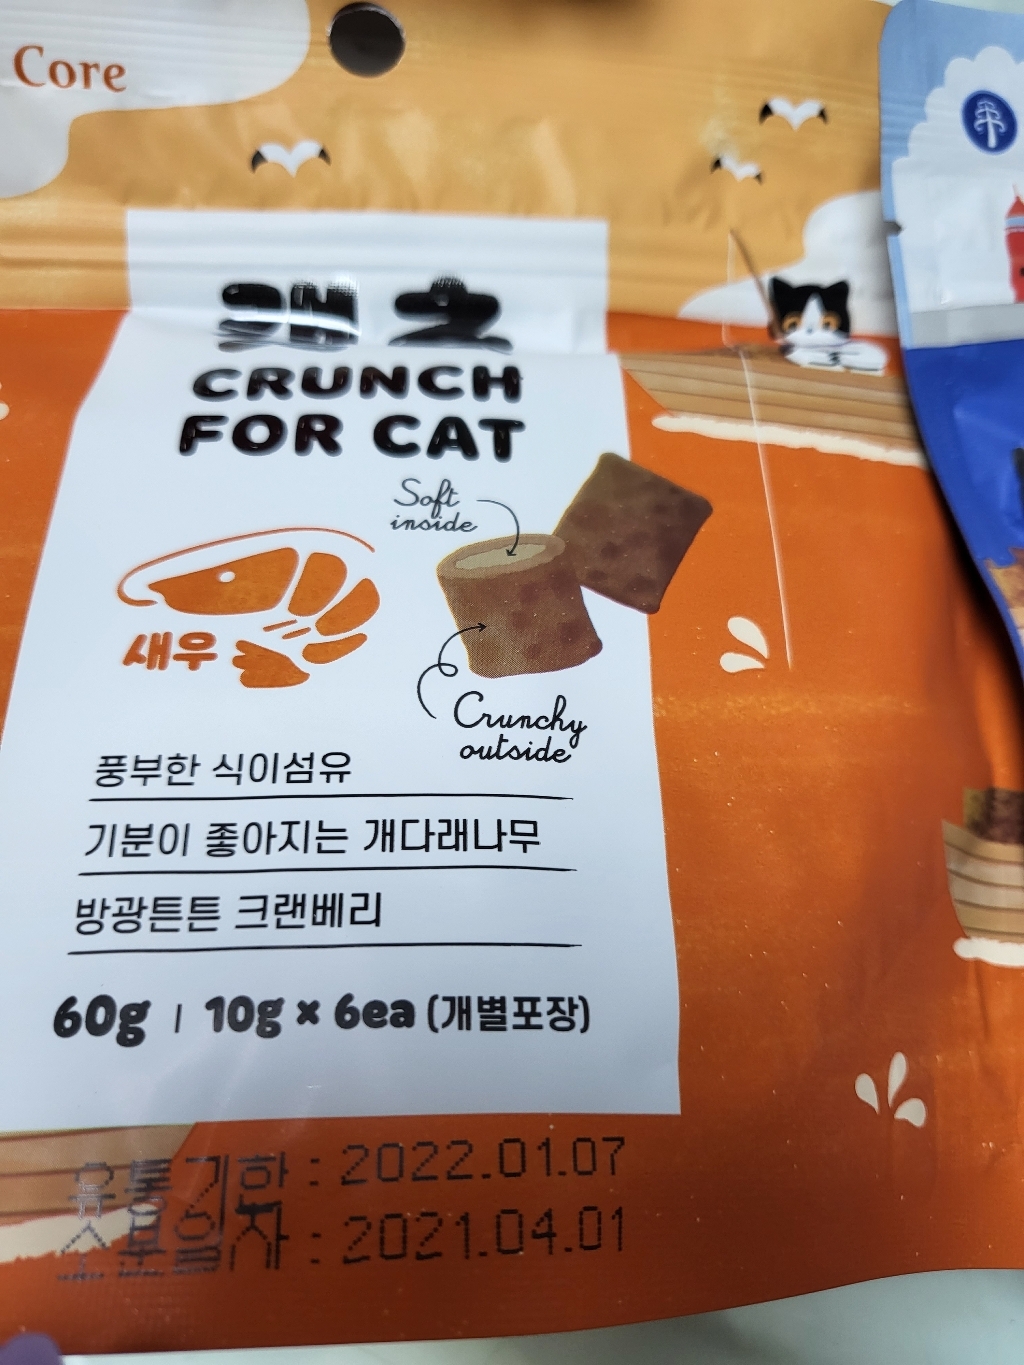 Core
캣츠
CRUNCH
FOR CAT
Soft
inside
새우
Crunchy
outside
풍부한 식이섬유
기분이 좋아지는 개다래나무
방광튼튼 크랜베리
60g | 10g × 6ea (개별포장)
유통기한 : 2022.01.07
소분일자 : 2021.04.01